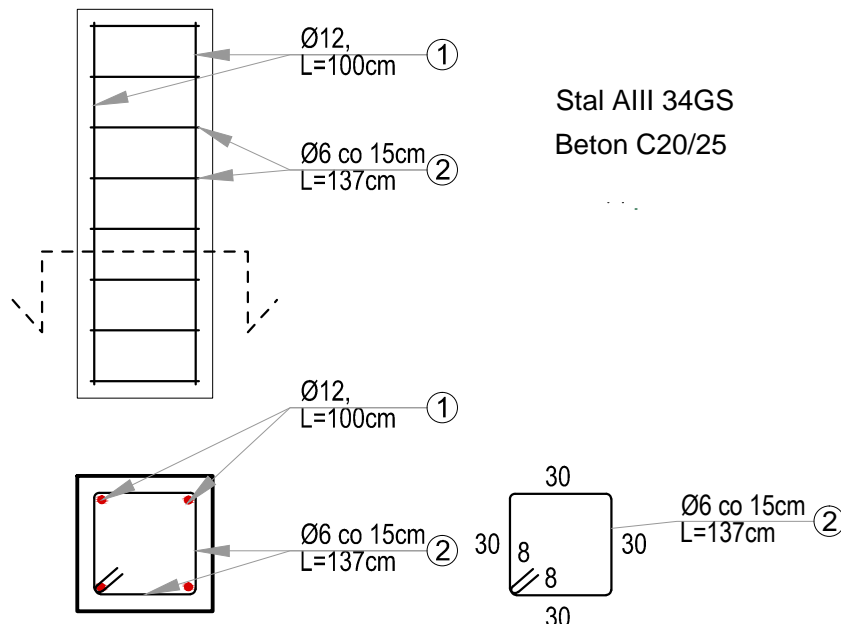 Ø12,
L=100cm
1
Stal AIII 34GS
Beton C20/25
Ø6 co 15cm
L=137cm
2
Ø12,
L=100cm
1
Ø6 co 15cm
L=137cm
2
30
30
8
8
30
30
Ø6 co 15cm
L=137cm
2